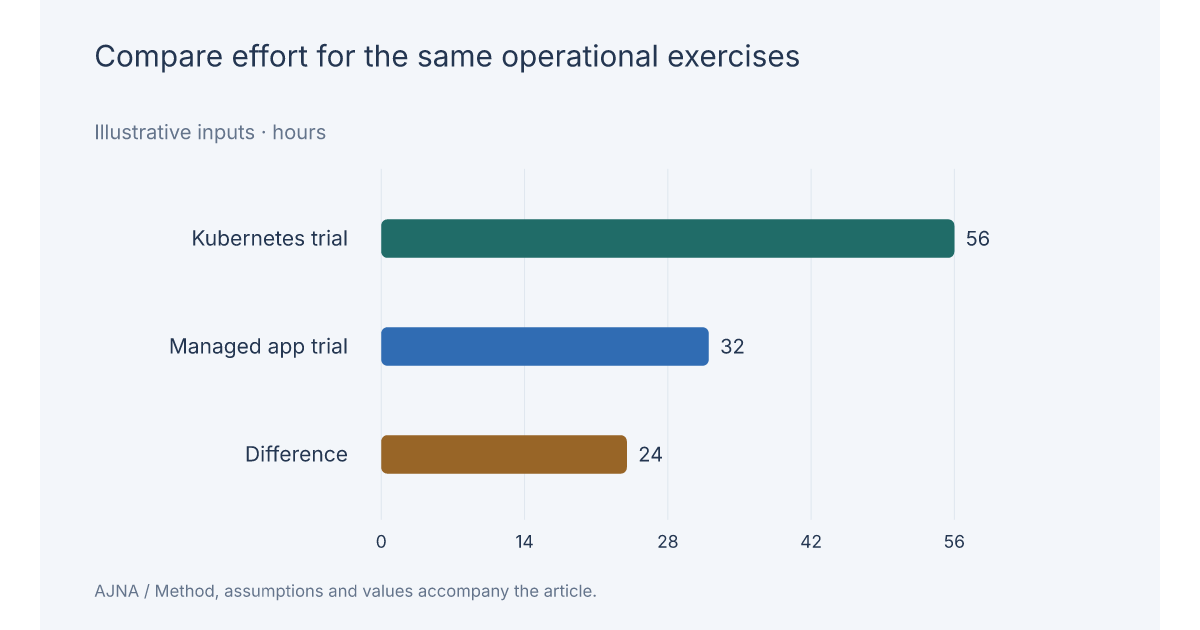 Compare effort for the same operational exercises
Illustrative inputs · hours
Kubernetes trial 56
Managed app trial 32
Difference 24
0 14 28 42 56
AJNA / Method, assumptions and values accompany the article.